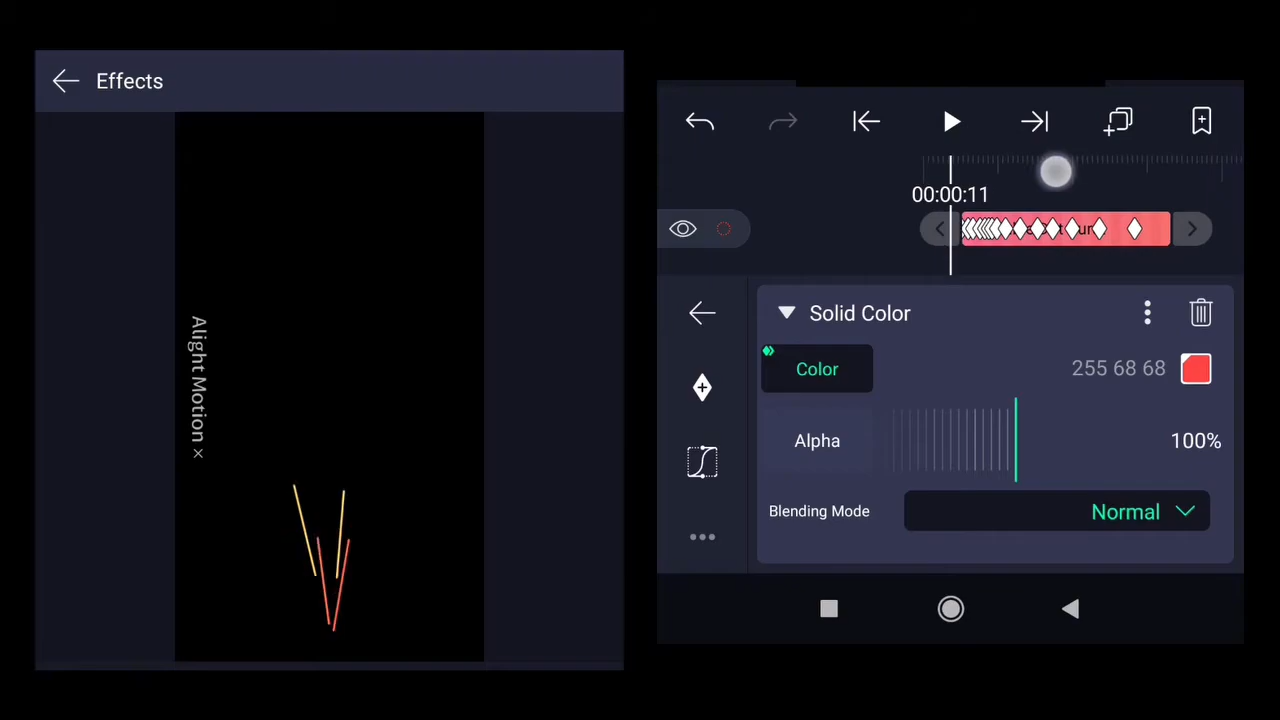 Effects
Alight Motion ×
00:00:11
Solid Color
Color
255 68 68
Alpha
100%
Blending Mode
Normal